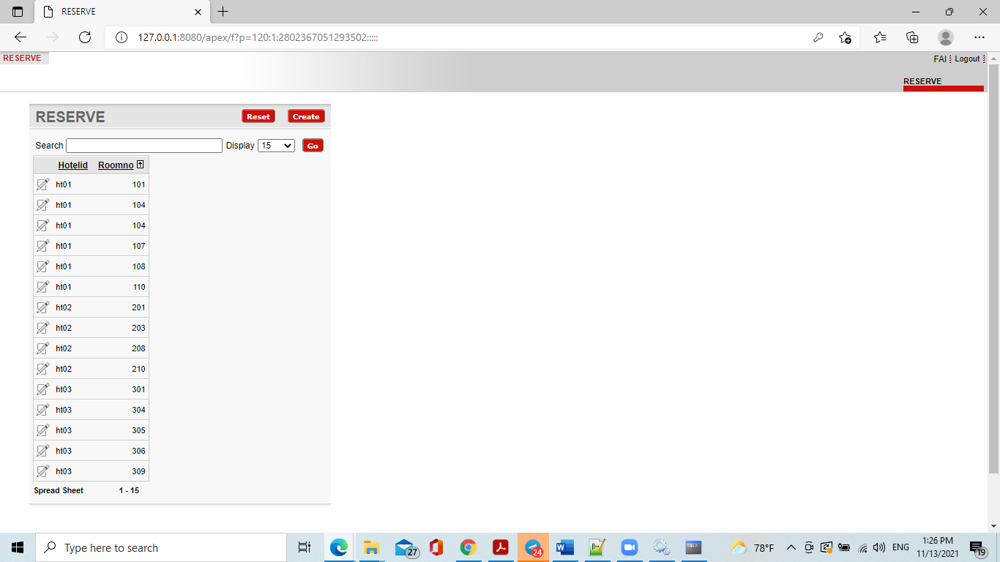 RESERVE
127.0.0.1:8080/apex/f?p=120:1:2802367051293502:::::
RESERVE
FAI Logout
RESERVE
RESERVE Reset Create
Search Display 15 Go
Hotelid Roomno
ht01 101
ht01 104
ht01 104
ht01 107
ht01 108
ht01 110
ht02 201
ht02 203
ht02 208
ht02 210
ht03 301
ht03 304
ht03 305
ht03 306
ht03 309
Spread Sheet 1 - 15
Type here to search
27
24
W
SQL>
78°F
ENG
1:26 PM
11/13/2021
19